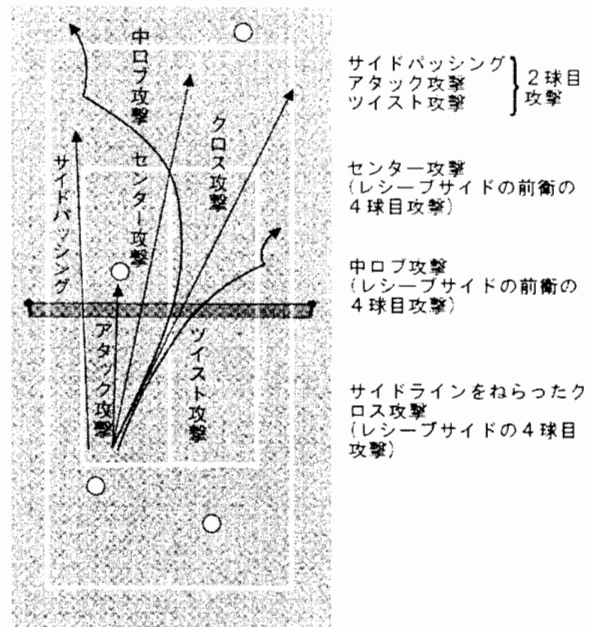 中ロブ攻撃
クロス攻撃
センター攻撃
サイドパッシング
アタック攻撃
ツイスト攻撃
サイドパッシング
アタック攻撃
ツイスト攻撃
２球目
攻撃
センター攻撃
(レシーブサイドの前衛の
４球目攻撃)
中ロブ攻撃
(レシーブサイドの前衛の
４球目攻撃)
サイドラインをねらったク
ロス攻撃
(レシーブサイドの４球目
攻撃)